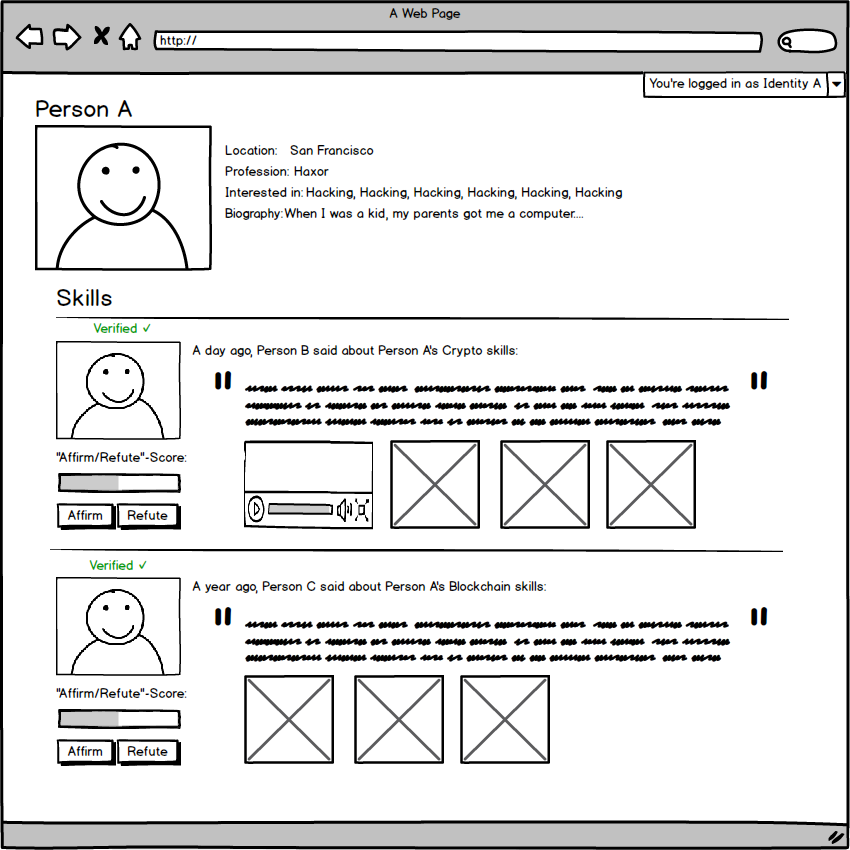 A Web Page
http://
You're logged in as Identity A
Person A
Location: San Francisco
Profession: Haxor
Interested in: Hacking, Hacking, Hacking, Hacking, Hacking, Hacking
Biography: When I was a kid, my parents got me a computer....
Skills
Verified ✓
A day ago, Person B said about Person A's Crypto skills:
"Affirm/Refute"-Score:
Affirm Refute
Verified ✓
A year ago, Person C said about Person A's Blockchain skills:
"Affirm/Refute"-Score:
Affirm Refute